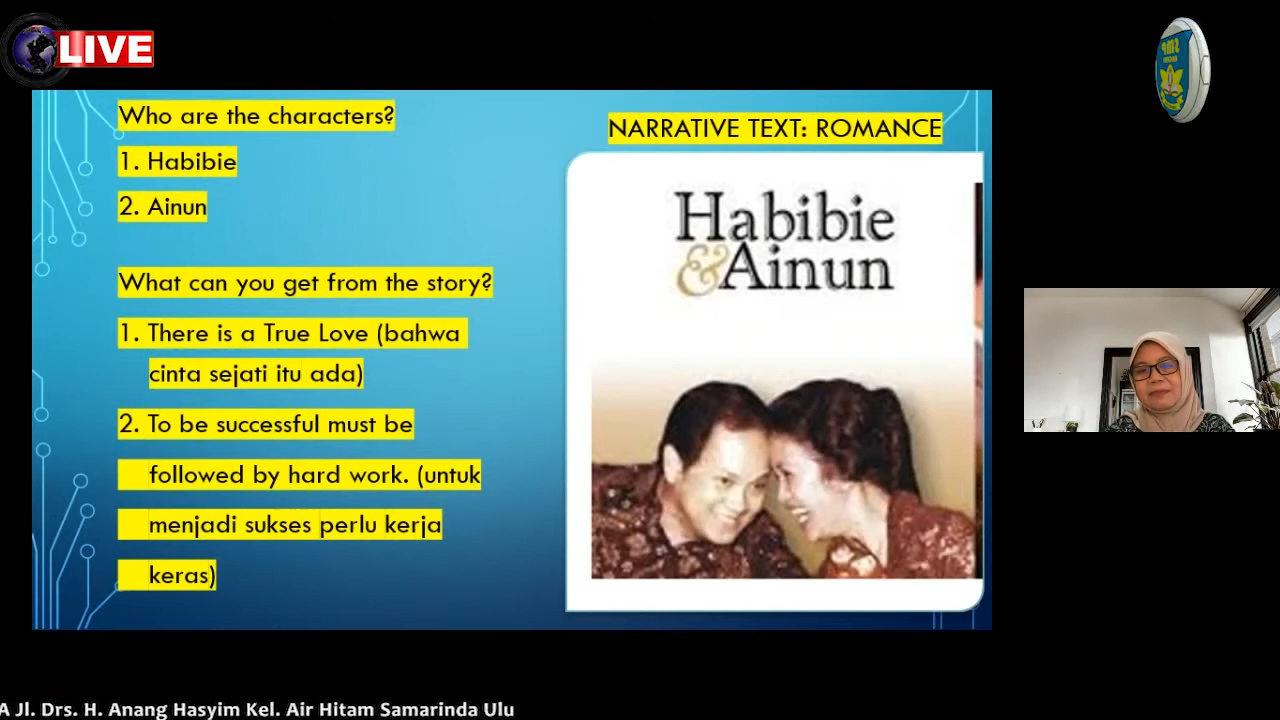 LIVE
SMP
Who are the characters?
1. Habibie
2. Ainun
What can you get from the story?
1. There is a True Love (bahwa
cinta sejati itu ada)
2. To be successful must be
followed by hard work. (untuk
menjadi sukses perlu kerja
keras)
NARRATIVE TEXT: ROMANCE
Habibie
& Ainun
A Jl. Drs. H. Anang Hasyim Kel. Air Hitam Samarinda Ulu